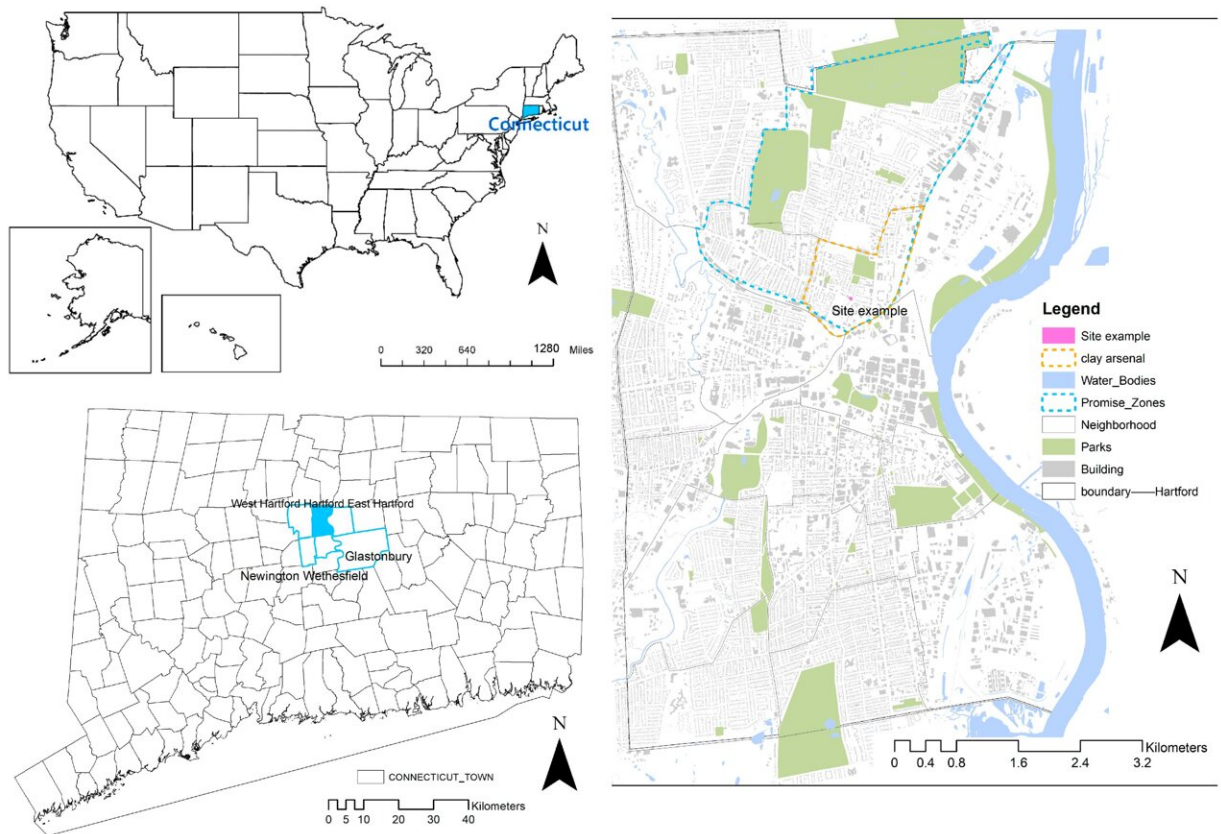 Connecticut
N
0 320 640 1280 Miles
West Hartford Hartford East Hartford
Glastonbury
Newington Wethesfield
N
CONNECTICUT_TOWN
Kilometers
0 5 10 20 30 40
Site example
Legend
Site example
clay arsenal
Water_Bodies
Promise_Zones
Neighborhood
Parks
Building
boundary——Hartford
N
Kilometers
0 0.4 0.8 1.6 2.4 3.2